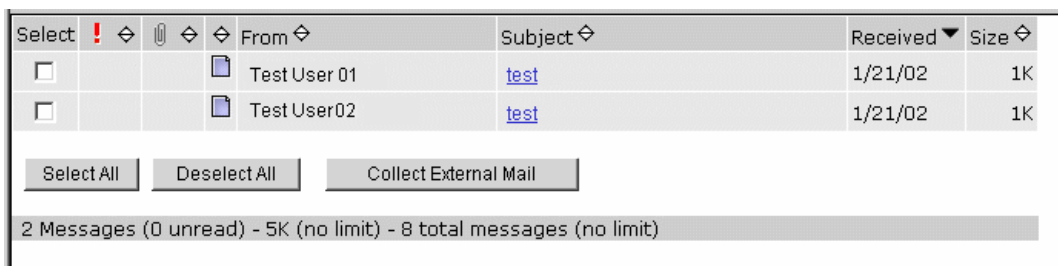 Select ! From Subject Received Size
Test User 01 test 1/21/02 1K
Test User02 test 1/21/02 1K
Select All Deselect All Collect External Mail
2 Messages (0 unread) - 5K (no limit) - 8 total messages (no limit)